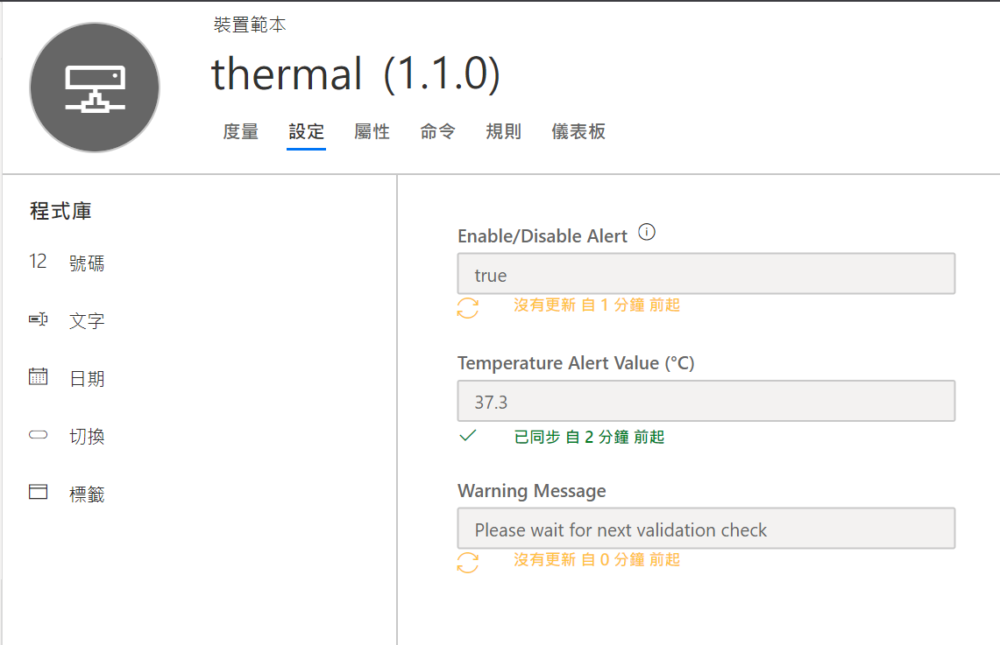 裝置範本
thermal (1.1.0)
度量 設定 屬性 命令 規則 儀表板
程式庫
12 號碼
文字
日期
切換
標籤
Enable/Disable Alert
true
沒有更新 自 1 分鐘 前起
Temperature Alert Value (°C)
37.3
已同步 自 2 分鐘 前起
Warning Message
Please wait for next validation check
沒有更新 自 0 分鐘 前起